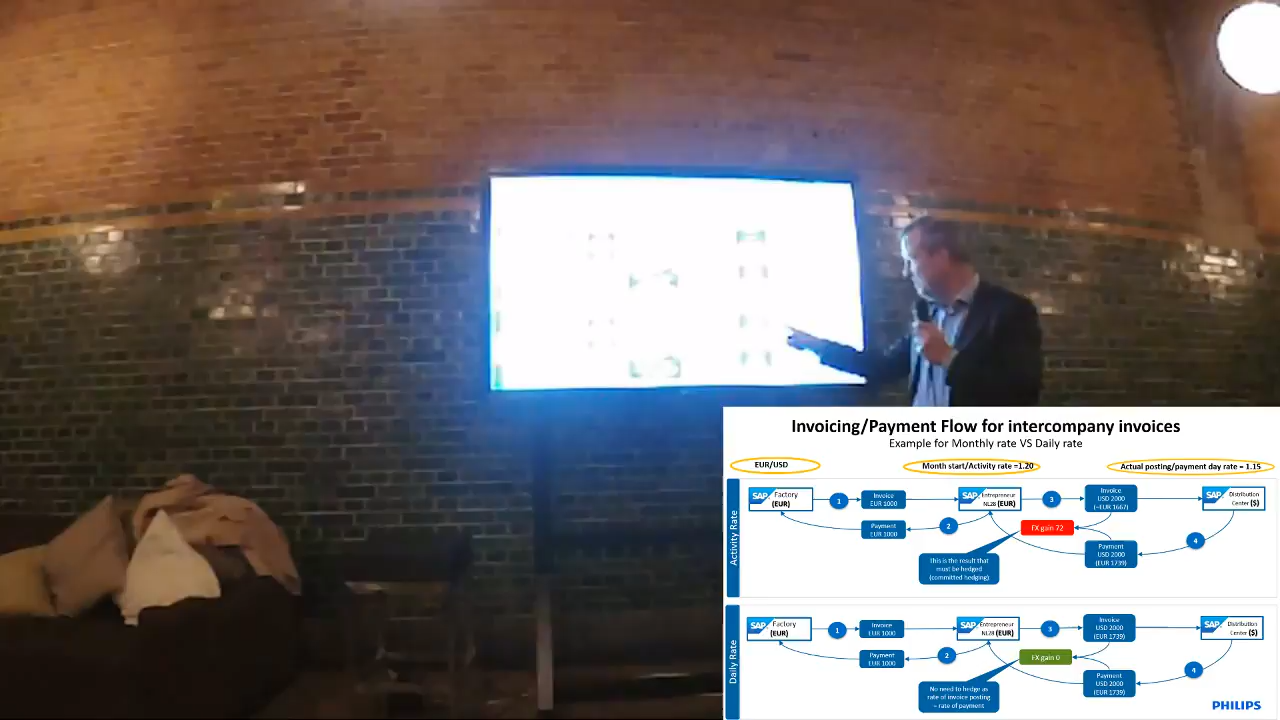 Invoicing/Payment Flow for intercompany invoices
Example for Monthly rate VS Daily rate
EUR/USD
Month start/Activity rate =1.20
Actual posting/payment day rate = 1.15
Activity Rate
SAP
Factory
(EUR)
1
Invoice
EUR 1000
SAP
Entrepreneur
NL28 (EUR)
3
Invoice
USD 2000
(=EUR 1667)
SAP
Distribution
Center ($)
Payment
EUR 1000
2
FX gain 72
4
Payment
USD 2000
(EUR 1739)
This is the result that
must be hedged
(committed hedging)
Daily Rate
SAP
Factory
(EUR)
1
Invoice
EUR 1000
SAP
Entrepreneur
NL28 (EUR)
3
Invoice
USD 2000
(EUR 1739)
SAP
Distribution
Center ($)
Payment
EUR 1000
2
FX gain 0
4
Payment
USD 2000
(EUR 1739)
No need to hedge as
rate of invoice posting
= rate of payment
PHILIPS